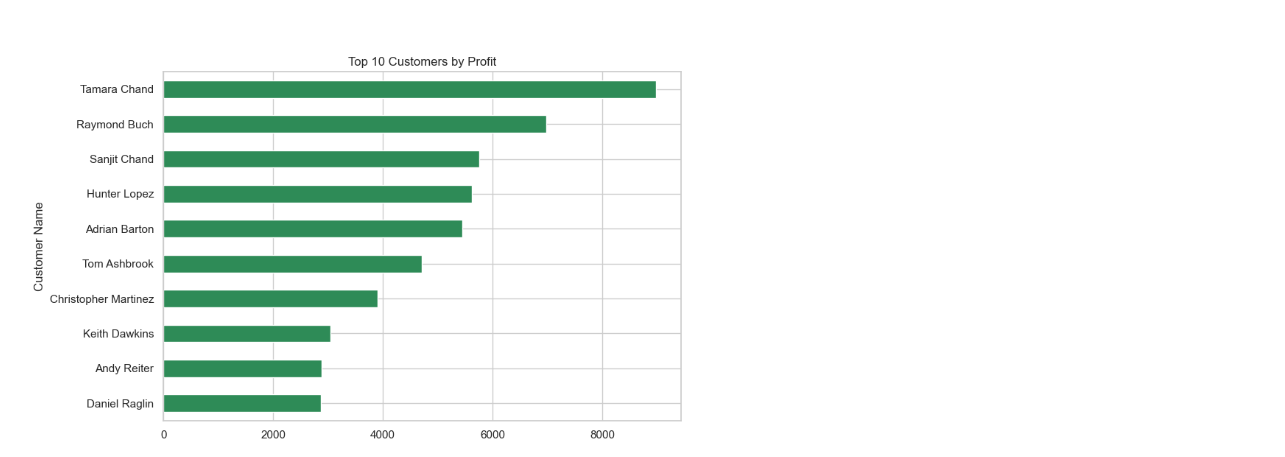 Top 10 Customers by Profit
Customer Name
Tamara Chand
Raymond Buch
Sanjit Chand
Hunter Lopez
Adrian Barton
Tom Ashbrook
Christopher Martinez
Keith Dawkins
Andy Reiter
Daniel Raglin
0 2000 4000 6000 8000